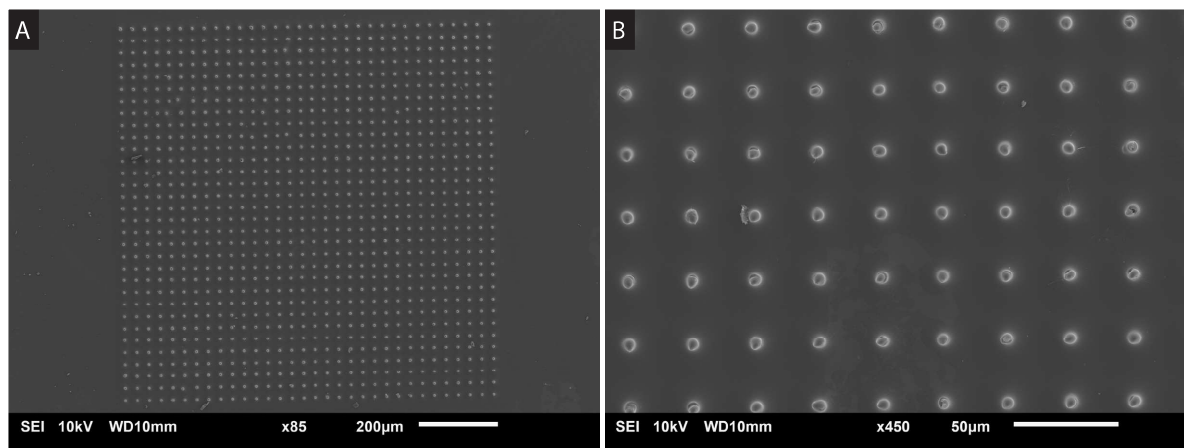 A
SEI 10kV WD10mm x85 200µm
B
SEI 10kV WD10mm x450 50µm